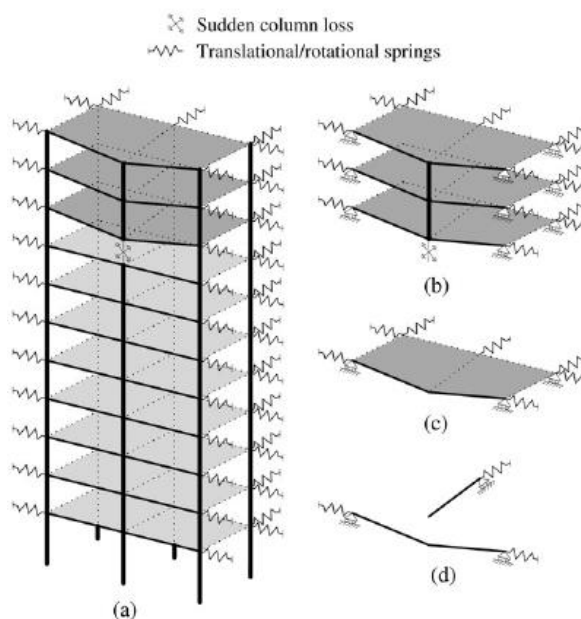 Sudden column loss
Translational/rotational springs
(a)
(b)
(c)
(d)